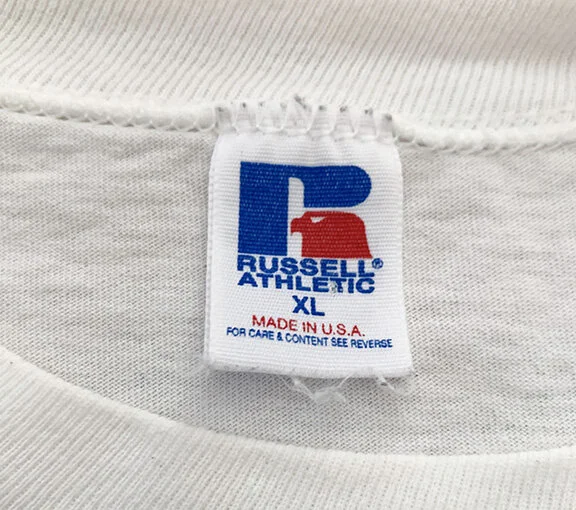 RUSSELL®
ATHLETIC
XL
MADE IN U.S.A.
FOR CARE & CONTENT SEE REVERSE